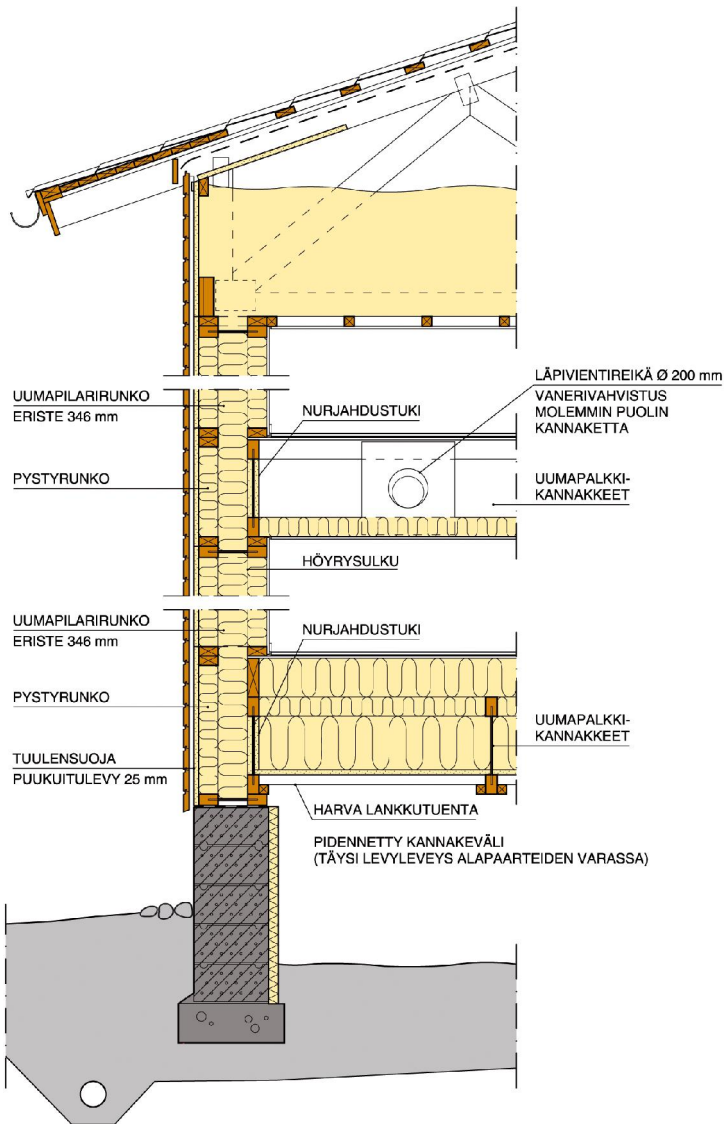 LÄPIVIENTIREIKÄ Ø 200 mm
VANERIVAHVISTUS
MOLEMMIN PUOLIN
KANNAKETTA
UUMAPILARIRUNKO
ERISTE 346 mm
NURJAHDUSTUKI
PYSTYRUNKO
UUMAPALKKI-
KANNAKKEET
HÖYRYSULKU
UUMAPILARIRUNKO
ERISTE 346 mm
NURJAHDUSTUKI
PYSTYRUNKO
UUMAPALKKI-
KANNAKKEET
TUULENSUOJA
PUUKUITULEVY 25 mm
HARVA LANKKUTUENTA
PIDENNETTY KANNAKEVÄLI
(TÄYSI LEVYLEVEYS ALAPAARTEIDEN VARASSA)